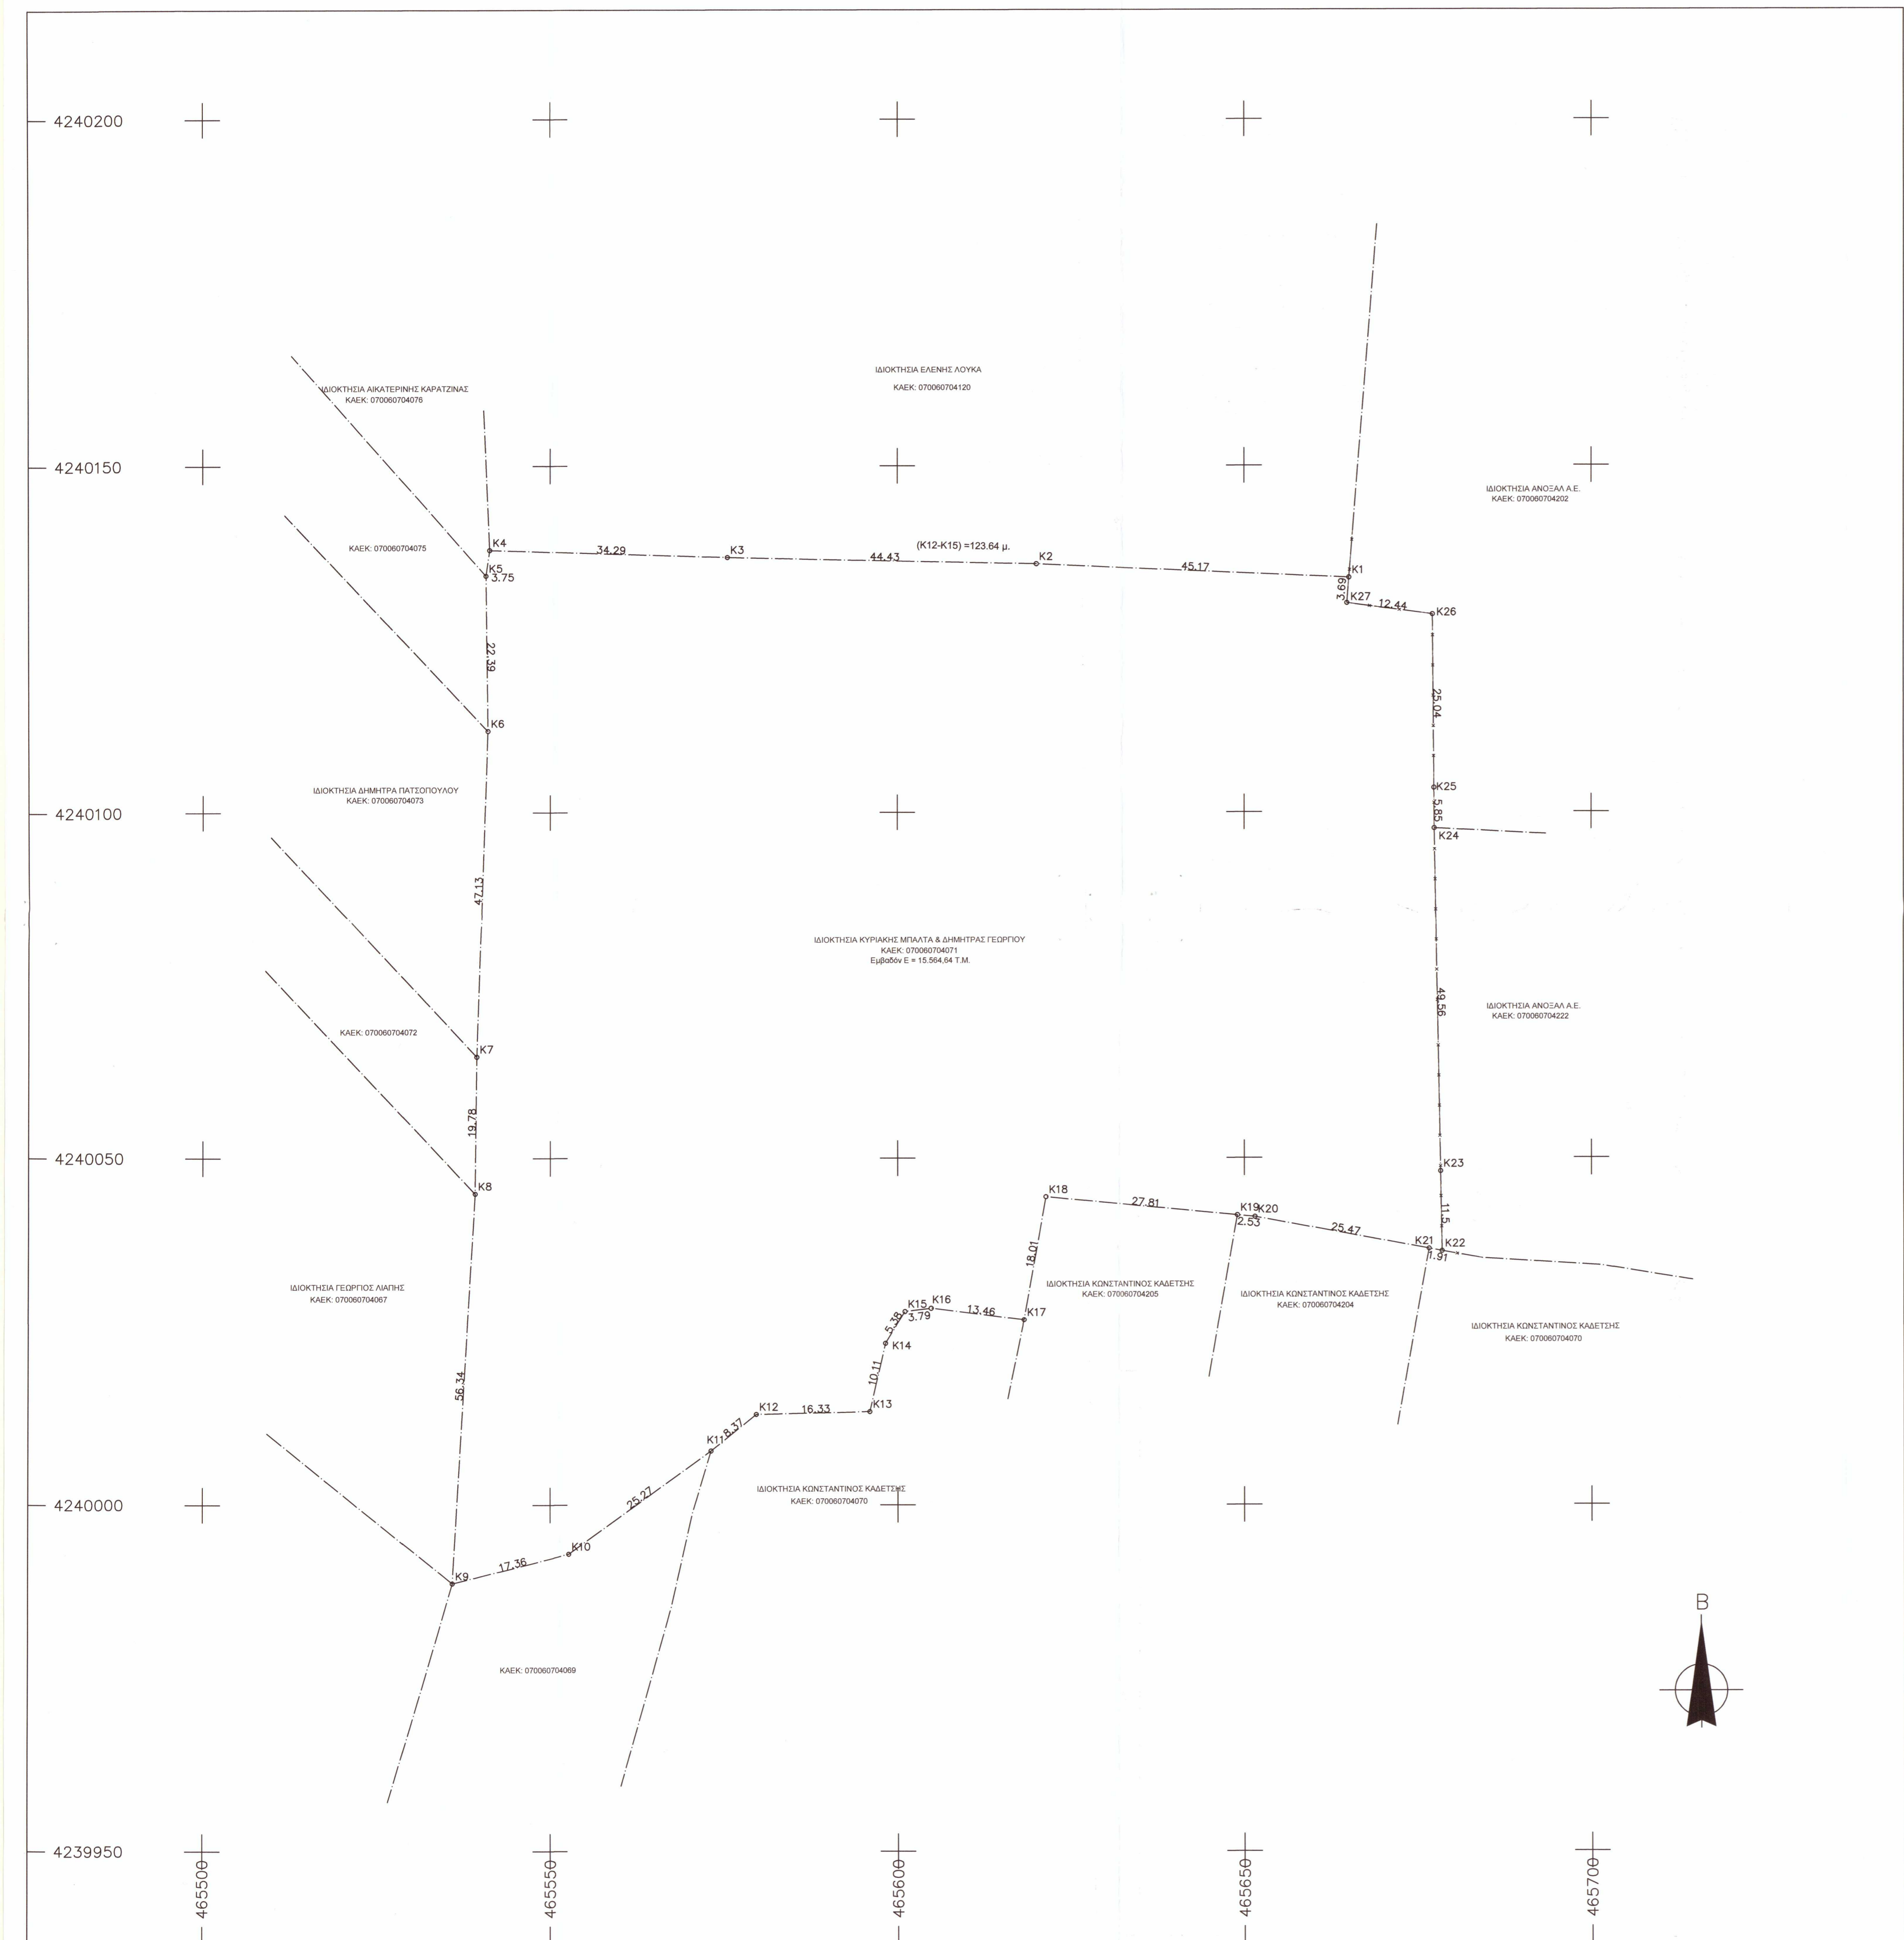 4240200
ΙΔΙΟΚΤΗΣΙΑ ΕΛΕΝΗΣ ΛΟΥΚΑ
ΚΑΕΚ: 070060704120
ΙΔΙΟΚΤΗΣΙΑ ΑΙΚΑΤΕΡΙΝΗΣ ΚΑΡΑΤΖΙΝΑΣ
ΚΑΕΚ: 070060704076
4240150
ΙΔΙΟΚΤΗΣΙΑ ΑΝΟΞΑΛ Α.Ε.
ΚΑΕΚ: 070060704202
ΚΑΕΚ: 070060704075
K4
34.29
K3
44.43
(Κ12-Κ15) =123.64 μ.
K2
45.17
K1
K5
3.75
3.69
K27
12.44
K26
22.39
25.04
K6
ΙΔΙΟΚΤΗΣΙΑ ΔΗΜΗΤΡΑ ΠΑΤΣΟΠΟΥΛΟΥ
ΚΑΕΚ: 070060704073
K25
5.85
4240100
K24
47.13
ΙΔΙΟΚΤΗΣΙΑ ΚΥΡΙΑΚΗΣ ΜΠΑΛΤΑ & ΔΗΜΗΤΡΑΣ ΓΕΩΡΓΙΟΥ
ΚΑΕΚ: 070060704071
Εμβαδόν Ε = 15.564,64 Τ.Μ.
49.56
ΙΔΙΟΚΤΗΣΙΑ ΑΝΟΞΑΛ Α.Ε.
ΚΑΕΚ: 070060704222
ΚΑΕΚ: 070060704072
K7
19.78
4240050
K23
K8
K18
27.81
K19
K20
2.53
11.5
25.47
K21
K22
1.91
18.01
ΙΔΙΟΚΤΗΣΙΑ ΓΕΩΡΓΙΟΣ ΛΙΑΠΗΣ
ΚΑΕΚ: 070060704067
ΙΔΙΟΚΤΗΣΙΑ ΚΩΝΣΤΑΝΤΙΝΟΣ ΚΑΔΕΤΣΗΣ
ΚΑΕΚ: 070060704205
ΙΔΙΟΚΤΗΣΙΑ ΚΩΝΣΤΑΝΤΙΝΟΣ ΚΑΔΕΤΣΗΣ
ΚΑΕΚ: 070060704204
K15
K16
3.79
13.46
K17
5.38
K14
ΙΔΙΟΚΤΗΣΙΑ ΚΩΝΣΤΑΝΤΙΝΟΣ ΚΑΔΕΤΣΗΣ
ΚΑΕΚ: 070060704070
10.11
56.34
K12
16.33
K13
8.37
K11
ΙΔΙΟΚΤΗΣΙΑ ΚΩΝΣΤΑΝΤΙΝΟΣ ΚΑΔΕΤΣΗΣ
ΚΑΕΚ: 070060704070
4240000
25.27
K10
17.36
K9
Β
ΚΑΕΚ: 070060704069
4239950
465500
465550
465600
465650
465700